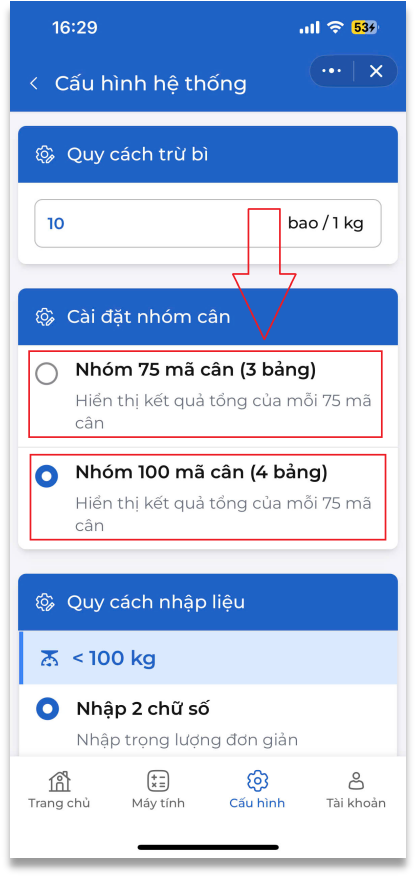 16:29
53
Cấu hình hệ thống
Quy cách trừ bì
10
bao / 1 kg
Cài đặt nhóm cân
Nhóm 75 mã cân (3 bảng)
Hiển thị kết quả tổng của mỗi 75 mã
cân
Nhóm 100 mã cân (4 bảng)
Hiển thị kết quả tổng của mỗi 75 mã
cân
Quy cách nhập liệu
< 100 kg
Nhập 2 chữ số
Nhập trọng lượng đơn giản
Trang chủ
Máy tính
Cấu hình
Tài khoản